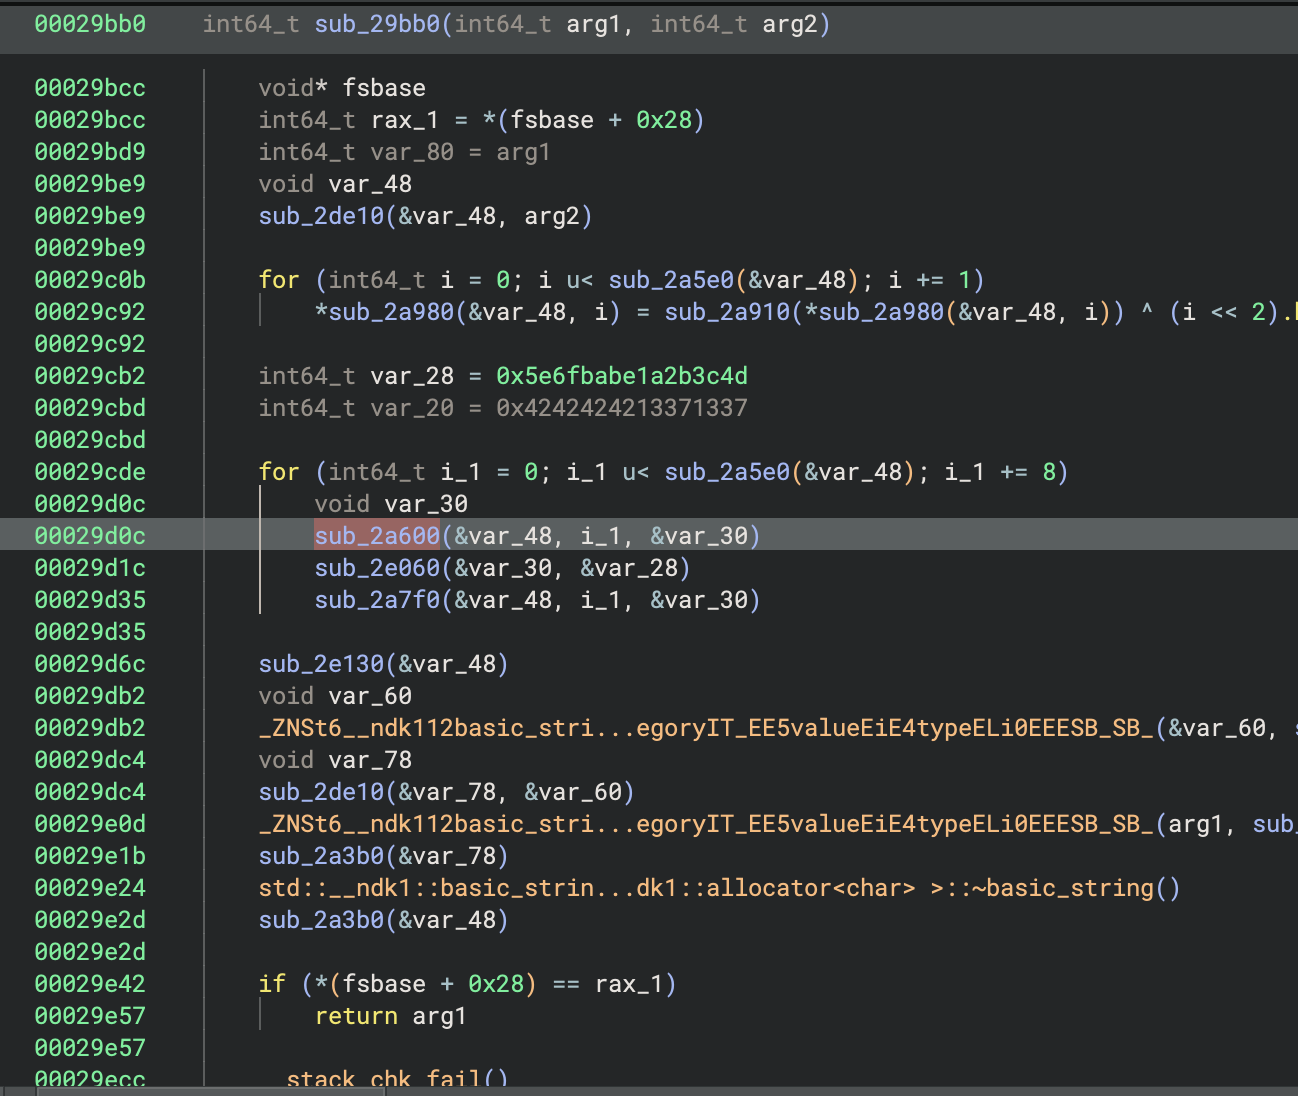 00029bb0 int64_t sub_29bb0(int64_t arg1, int64_t arg2)
00029bcc void* fsbase
00029bcc int64_t rax_1 = *(fsbase + 0x28)
00029bd9 int64_t var_80 = arg1
00029be9 void var_48
00029be9 sub_2de10(&var_48, arg2)
00029be9
00029c0b for (int64_t i = 0; i u< sub_2a5e0(&var_48); i += 1)
00029c92 *sub_2a980(&var_48, i) = sub_2a910(*sub_2a980(&var_48, i)) ^ (i << 2).
00029c92
00029cb2 int64_t var_28 = 0x5e6fbabe1a2b3c4d
00029cbd int64_t var_20 = 0x4242424213371337
00029cbd
00029cde for (int64_t i_1 = 0; i_1 u< sub_2a5e0(&var_48); i_1 += 8)
00029d0c void var_30
00029d0c sub_2a600(&var_48, i_1, &var_30)
00029d1c sub_2e060(&var_30, &var_28)
00029d35 sub_2a7f0(&var_48, i_1, &var_30)
00029d35
00029d6c sub_2e130(&var_48)
00029db2 void var_60
00029db2 _ZNSt6__ndk112basic_stri...egoryIT_EE5valueEiE4typeELi0EEESB_SB_(&var_60,
00029dc4 void var_78
00029dc4 sub_2de10(&var_78, &var_60)
00029e0d _ZNSt6__ndk112basic_stri...egoryIT_EE5valueEiE4typeELi0EEESB_SB_(arg1, sub_
00029e1b sub_2a3b0(&var_78)
00029e24 std::__ndk1::basic_strin...dk1::allocator<char> >::~basic_string()
00029e2d sub_2a3b0(&var_48)
00029e2d
00029e42 if (*(fsbase + 0x28) == rax_1)
00029e57 return arg1
00029e57
00029ecc __stack_chk_fail()